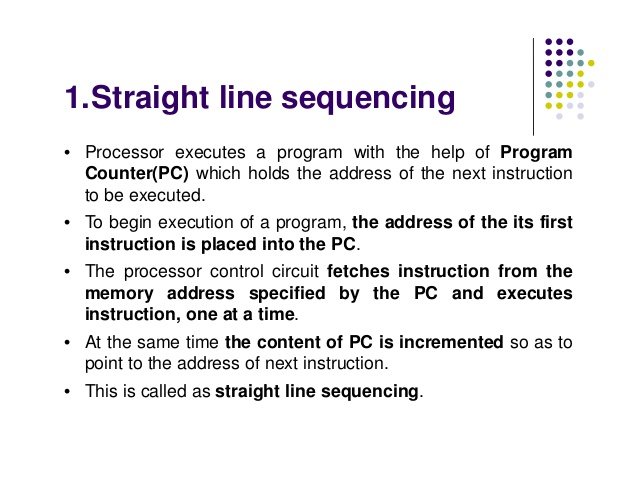 1.Straight line sequencing
• Processor executes a program with the help of Program
Counter(PC) which holds the address of the next instruction
to be executed.
• To begin execution of a program, the address of the its first
instruction is placed into the PC.
• The processor control circuit fetches instruction from the
memory address specified by the PC and executes
instruction, one at a time.
• At the same time the content of PC is incremented so as to
point to the address of next instruction.
• This is called as straight line sequencing.